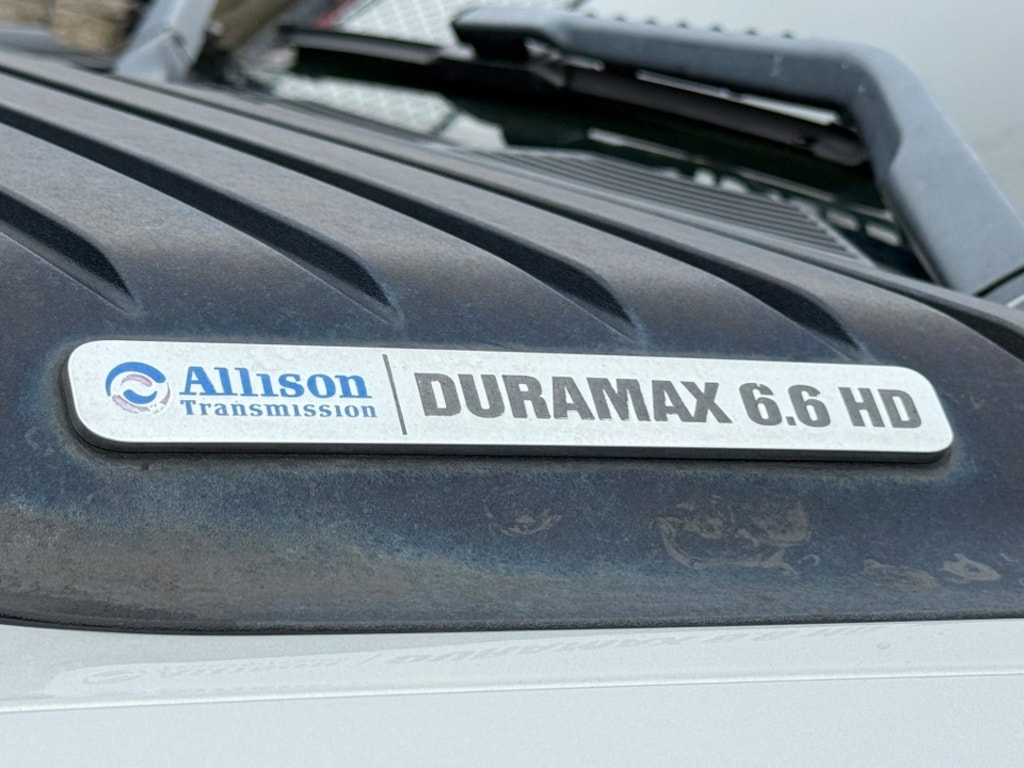 Allison
Transmission
DURAMAX 6.6 HD